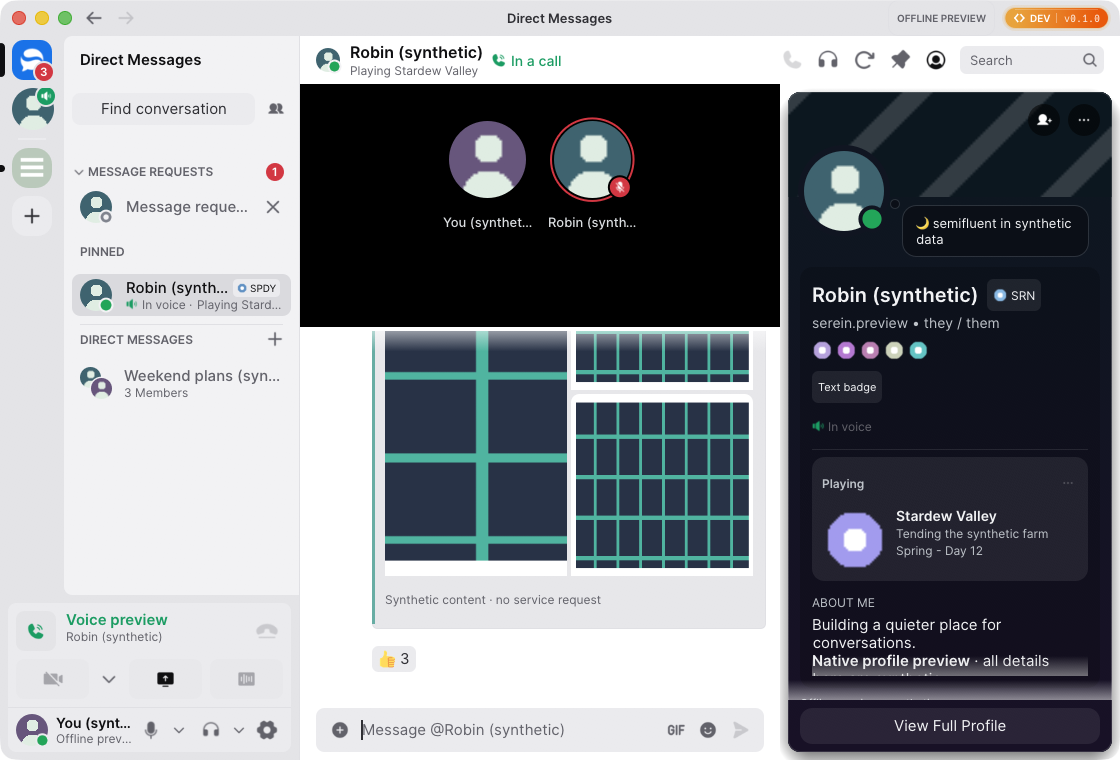 Direct Messages
OFFLINE PREVIEW
DEV
v0.1.0
3
Direct Messages
Find conversation
MESSAGE REQUESTS
1
Message reque...
PINNED
Robin (synth...
SPDY
In voice · Playing Stard...
DIRECT MESSAGES
Weekend plans (syn...
3 Members
Voice preview
Robin (synthetic)
You (synt...
Offline prev...
Robin (synthetic)
In a call
Playing Stardew Valley
Search
You (synthet...
Robin (synth...
Synthetic content · no service request
👍 3
Message @Robin (synthetic)
GIF
🌙 semifluent in synthetic
data
Robin (synthetic)
SRN
serein.preview • they / them
Text badge
In voice
Playing
Stardew Valley
Tending the synthetic farm
Spring - Day 12
ABOUT ME
Building a quieter place for
conversations.
Native profile preview · all details
View Full Profile